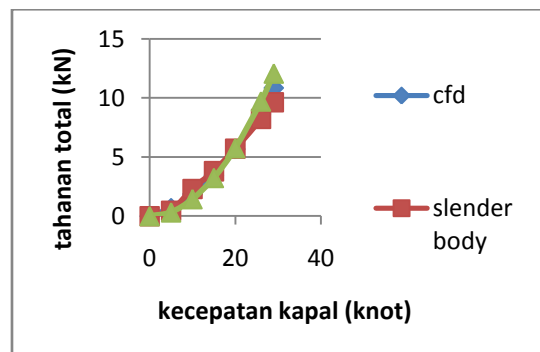 15
10
5
0
0
20
40
tahanan total (kN)
kecepatan kapal (knot)
cfd
slender
body